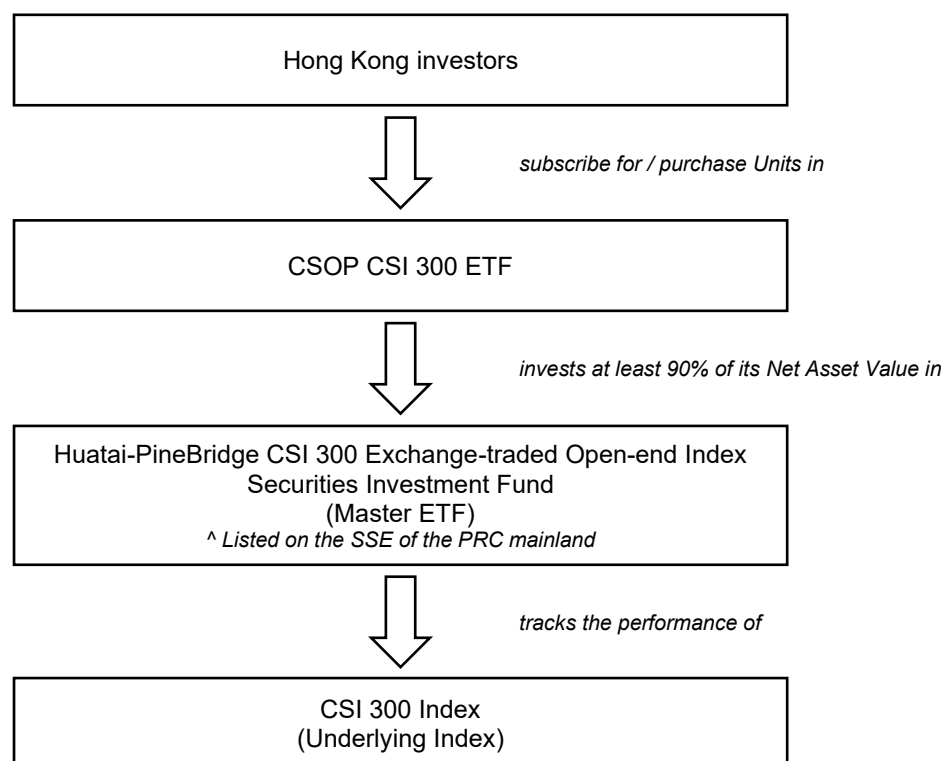 Hong Kong investors
subscribe for / purchase Units in
CSOP CSI 300 ETF
invests at least 90% of its Net Asset Value in
Huatai-PineBridge CSI 300 Exchange-traded Open-end Index
Securities Investment Fund
(Master ETF)
^ Listed on the SSE of the PRC mainland
tracks the performance of
CSI 300 Index
(Underlying Index)